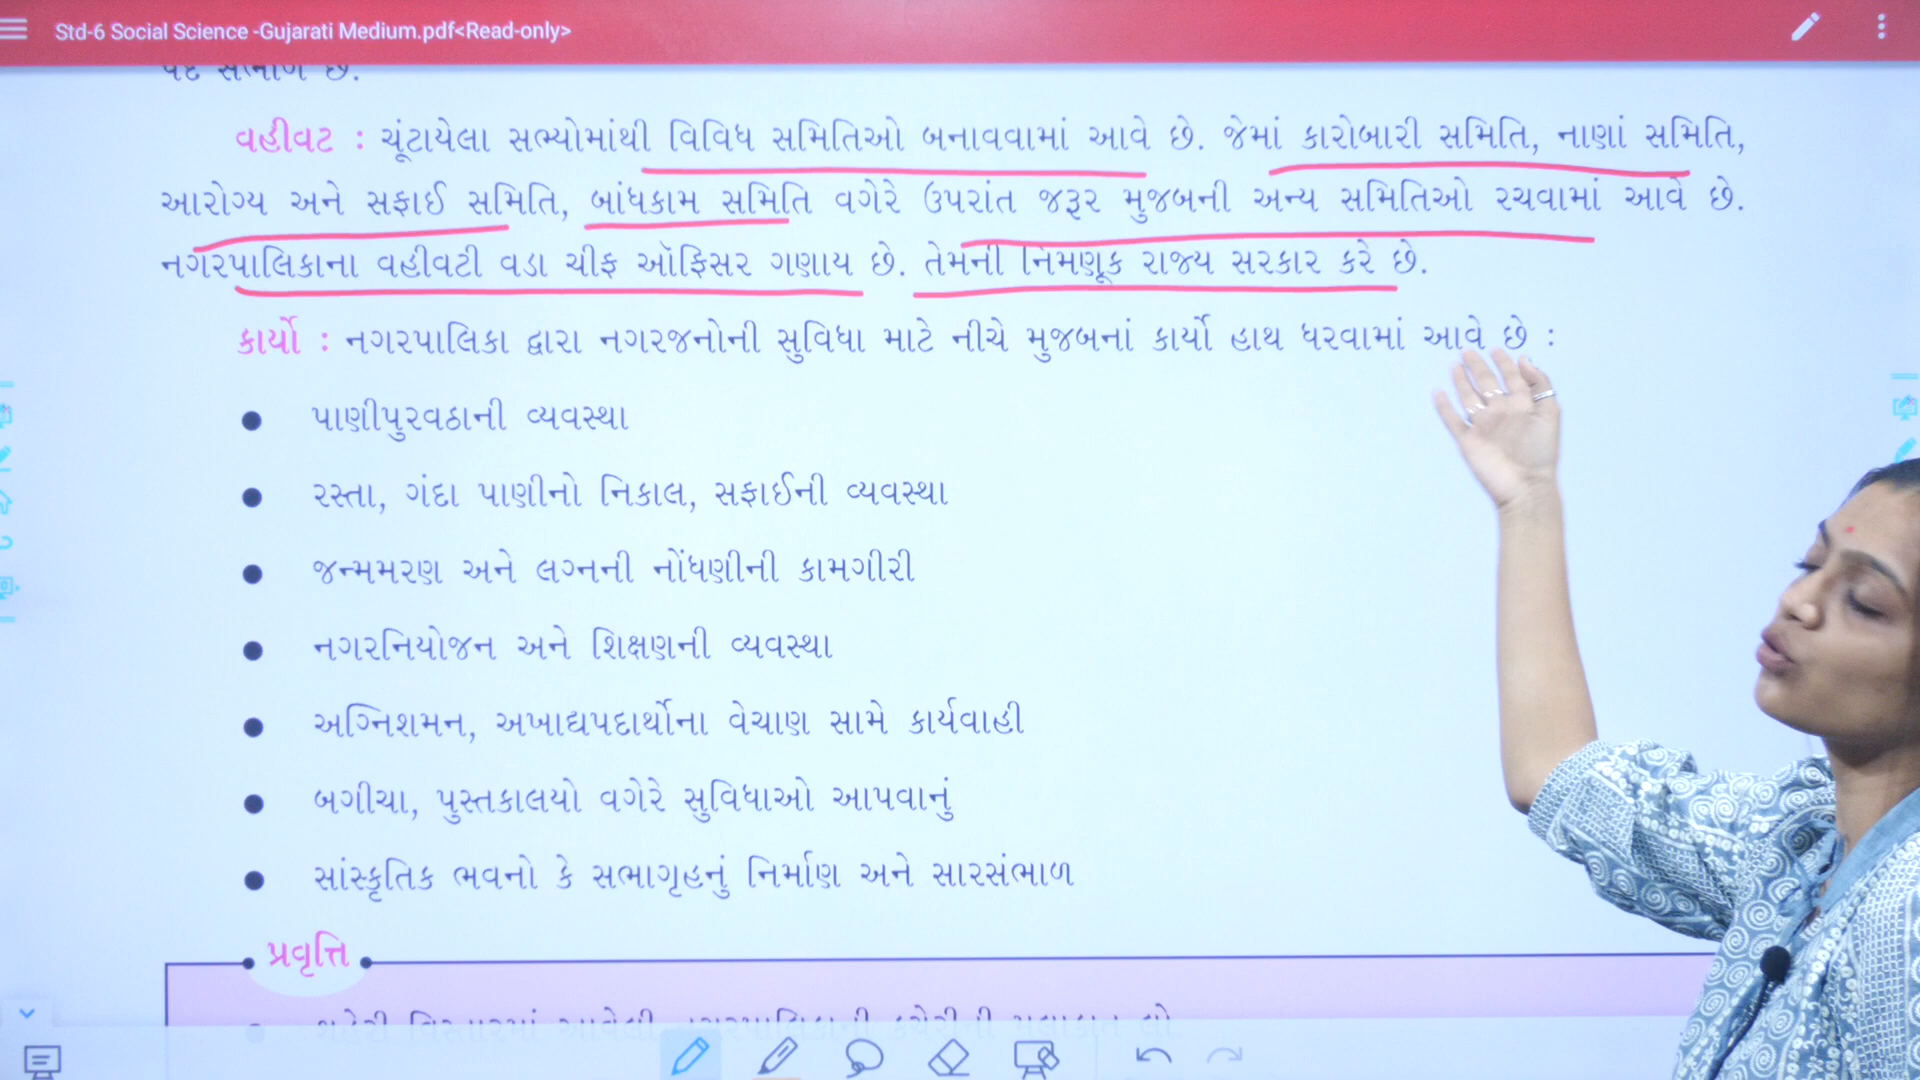 Std-6 Social Science -Gujarati Medium.pdf<Read-only>
વહીવટ : ચૂંટાયેલા સભ્યોમાંથી વિવિધ સમિતિઓ બનાવવામાં આવે છે. જેમાં કારોબારી સમિતિ, નાણાં સમિતિ,
આરોગ્ય અને સફાઈ સમિતિ, બાંધકામ સમિતિ વગેરે ઉપરાંત જરૂર મુજબની અન્ય સમિતિઓ રચવામાં આવે છે.
નગરપાલિકાના વહીવટી વડા ચીફ ઑફિસર ગણાય છે. તેમની નિમણૂક રાજ્ય સરકાર કરે છે.
કાર્યો : નગરપાલિકા દ્વારા નગરજનોની સુવિધા માટે નીચે મુજબનાં કાર્યો હાથ ધરવામાં આવે છે :
● પાણીપુરવઠાની વ્યવસ્થા
● રસ્તા, ગંદા પાણીનો નિકાલ, સફાઈની વ્યવસ્થા
● જન્મમરણ અને લગ્નની નોંધણીની કામગીરી
● નગરનિયોજન અને શિક્ષણની વ્યવસ્થા
● અગ્નિશમન, અખાદ્યપદાર્થોના વેચાણ સામે કાર્યવાહી
● બગીચા, પુસ્તકાલયો વગેરે સુવિધાઓ આપવાનું
● સાંસ્કૃતિક ભવનો કે સભાગૃહનું નિર્માણ અને સારસંભાળ
પ્રવૃત્તિ